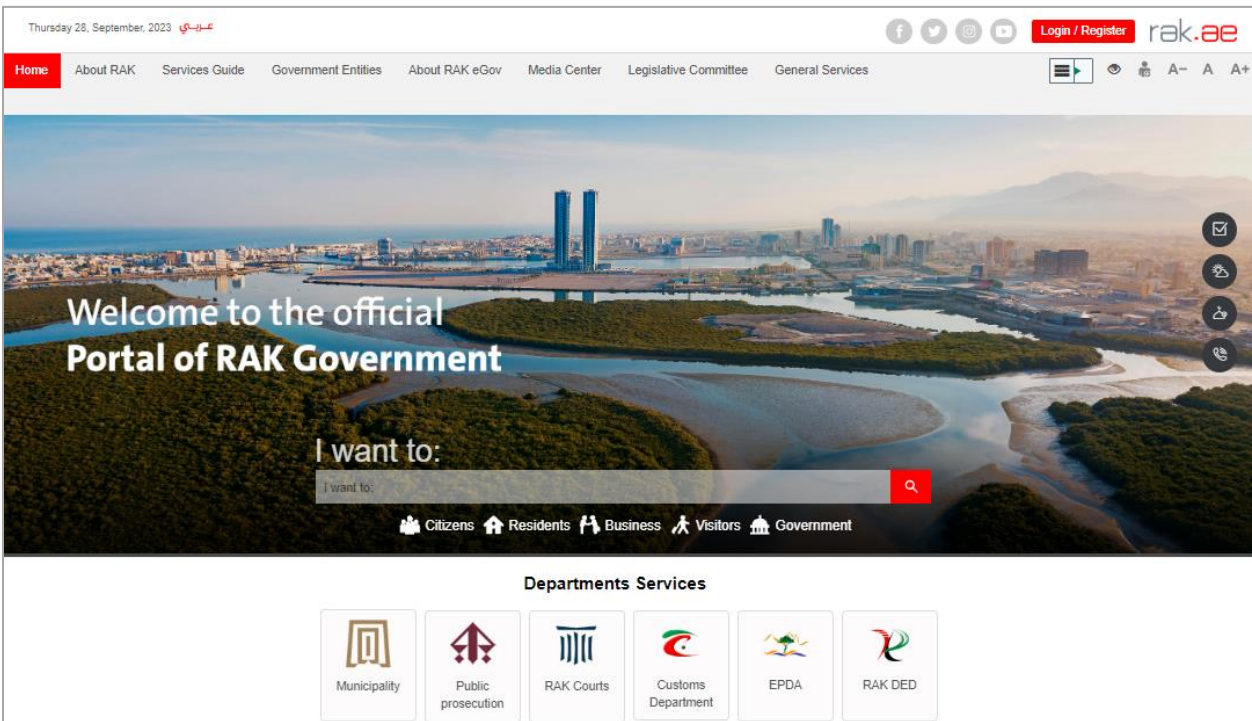 Thursday 28, September, 2023 عـربـي
Login / Register
rak.ae
Home About RAK Services Guide Government Entities About RAK eGov Media Center Legislative Committee General Services A- A A+
Welcome to the official
Portal of RAK Government
I want to:
I want to:
Citizens Residents Business Visitors Government
Departments Services
Municipality Public prosecution RAK Courts Customs Department EPDA RAK DED